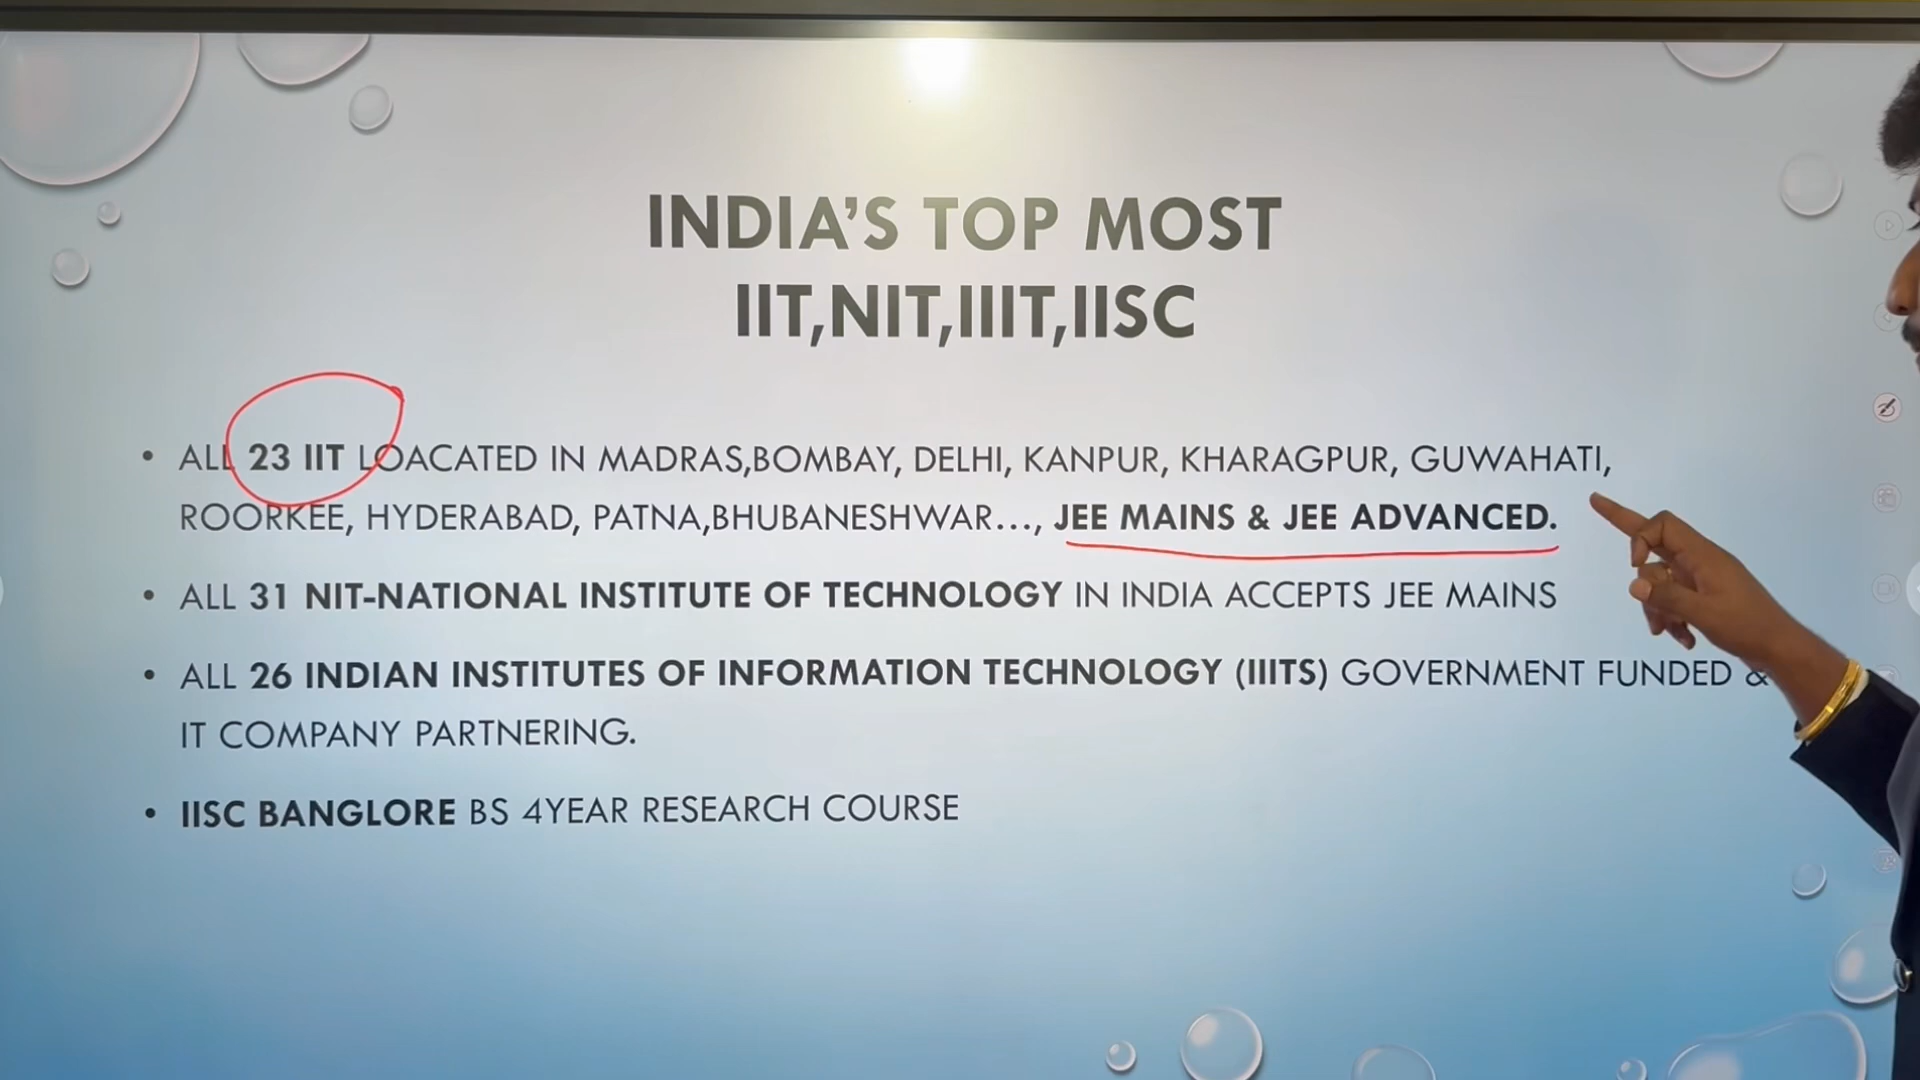 INDIA'S TOP MOST
IIT,NIT,IIIT,IISC
• ALL 23 IIT LOACATED IN MADRAS,BOMBAY, DELHI, KANPUR, KHARAGPUR, GUWAHATI,
ROORKEE, HYDERABAD, PATNA,BHUBANESHWAR..., JEE MAINS & JEE ADVANCED.
• ALL 31 NIT-NATIONAL INSTITUTE OF TECHNOLOGY IN INDIA ACCEPTS JEE MAINS
• ALL 26 INDIAN INSTITUTES OF INFORMATION TECHNOLOGY (IIITS) GOVERNMENT FUNDED &
IT COMPANY PARTNERING.
• IISC BANGLORE BS 4YEAR RESEARCH COURSE